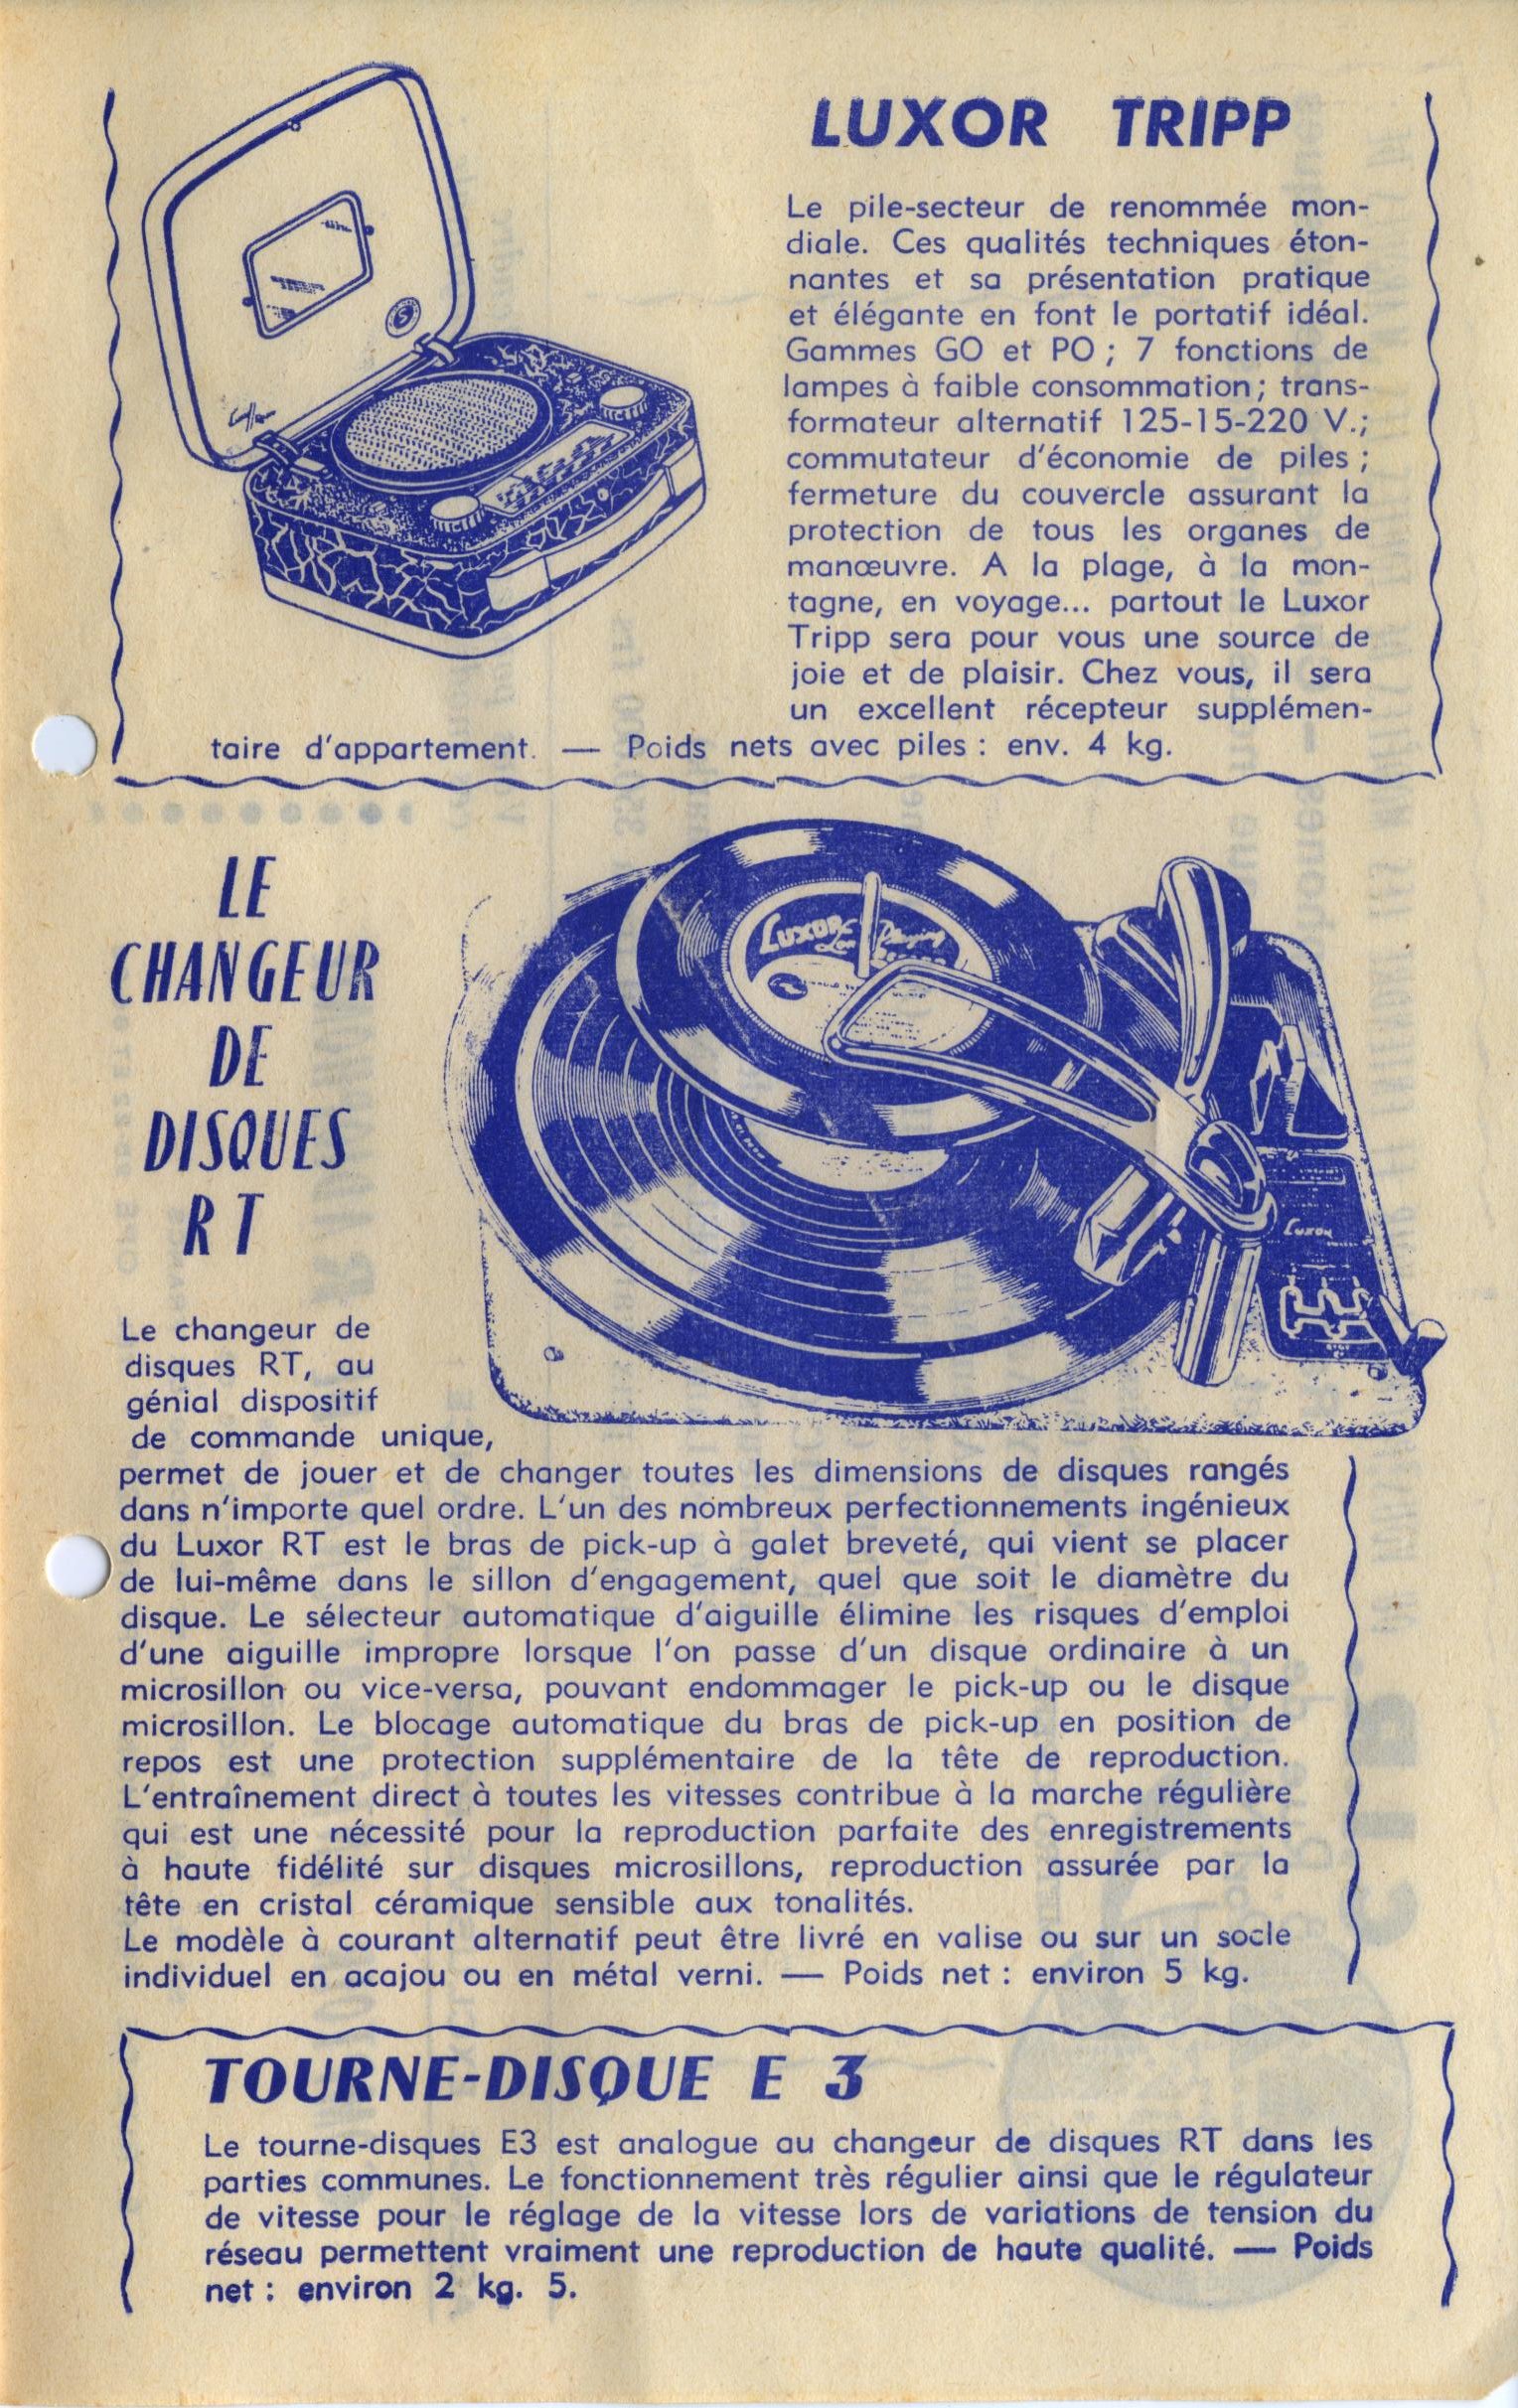 LUXOR TRIPP
Le pile-secteur de renommée mon-
diale. Ces qualités techniques éton-
nantes et sa présentation pratique
et élégante en font le portatif idéal.
Gammes GO et PO ; 7 fonctions de
lampes à faible consommation ; trans-
formateur alternatif 125-15-220 V.;
commutateur d'économie de piles ;
fermeture du couvercle assurant la
protection de tous les organes de
manœuvre. A la plage, à la mon-
tagne, en voyage... partout le Luxor
Tripp sera pour vous une source de
joie et de plaisir. Chez vous, il sera
un excellent récepteur supplémen-
taire d'appartement. — Poids nets avec piles : env. 4 kg.
LE
CHANGEUR
DE
DISQUES
RT
LUXOR
Playing
Luxor
Le changeur de
disques RT, au
génial dispositif
de commande unique,
permet de jouer et de changer toutes les dimensions de disques rangés
dans n'importe quel ordre. L'un des nombreux perfectionnements ingénieux
du Luxor RT est le bras de pick-up à galet breveté, qui vient se placer
de lui-même dans le sillon d'engagement, quel que soit le diamètre du
disque. Le sélecteur automatique d'aiguille élimine les risques d'emploi
d'une aiguille impropre lorsque l'on passe d'un disque ordinaire à un
microsillon ou vice-versa, pouvant endommager le pick-up ou le disque
microsillon. Le blocage automatique du bras de pick-up en position de
repos est une protection supplémentaire de la tête de reproduction.
L'entraînement direct à toutes les vitesses contribue à la marche régulière
qui est une nécessité pour la reproduction parfaite des enregistrements
à haute fidélité sur disques microsillons, reproduction assurée par la
tête en cristal céramique sensible aux tonalités.
Le modèle à courant alternatif peut être livré en valise ou sur un socle
individuel en acajou ou en métal verni. — Poids net : environ 5 kg.
TOURNE-DISQUE E 3
Le tourne-disques E3 est analogue au changeur de disques RT dans les
parties communes. Le fonctionnement très régulier ainsi que le régulateur
de vitesse pour le réglage de la vitesse lors de variations de tension du
réseau permettent vraiment une reproduction de haute qualité. — Poids
net : environ 2 kg. 5.